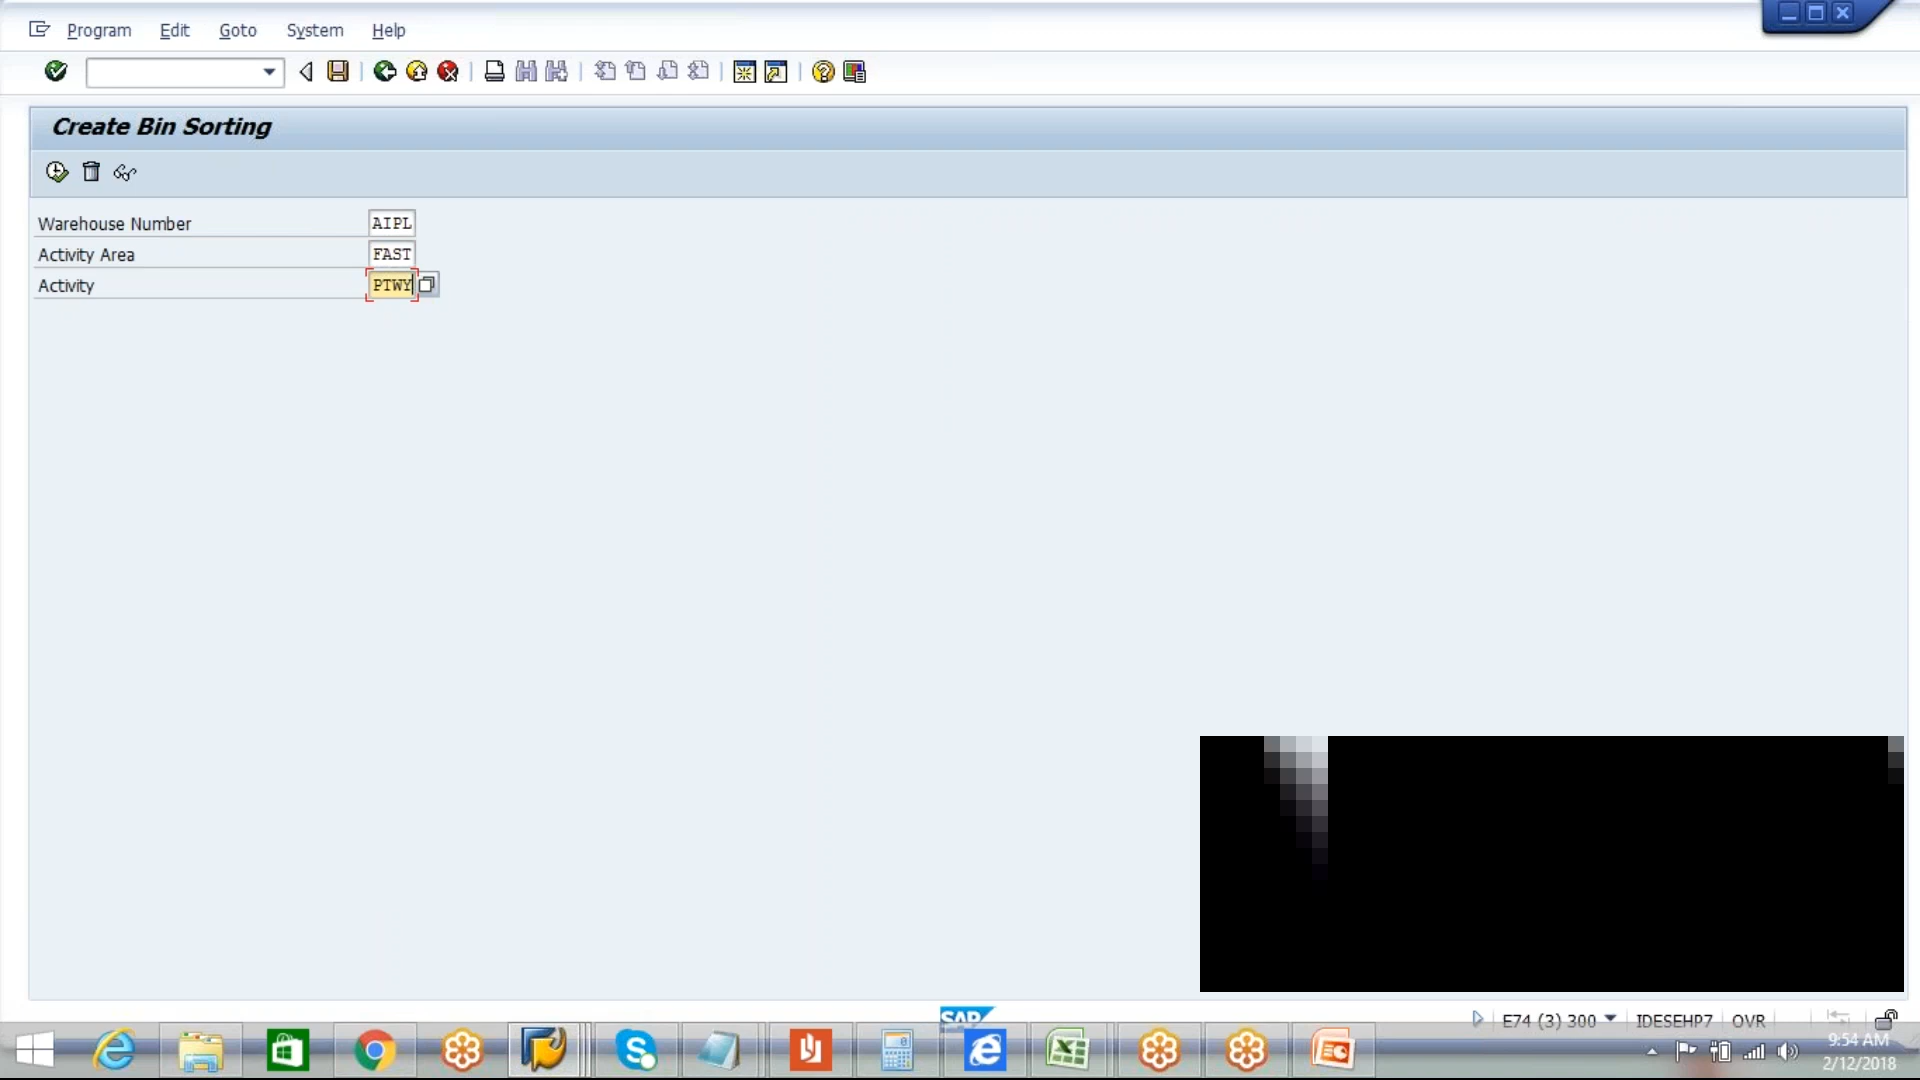 Program Edit Goto System Help
Create Bin Sorting
Warehouse Number AIPL
Activity Area FAST
Activity PTWY
SAP
E74 (3) 300 IDESEHP7 OVR
9:54 AM
2/12/2018